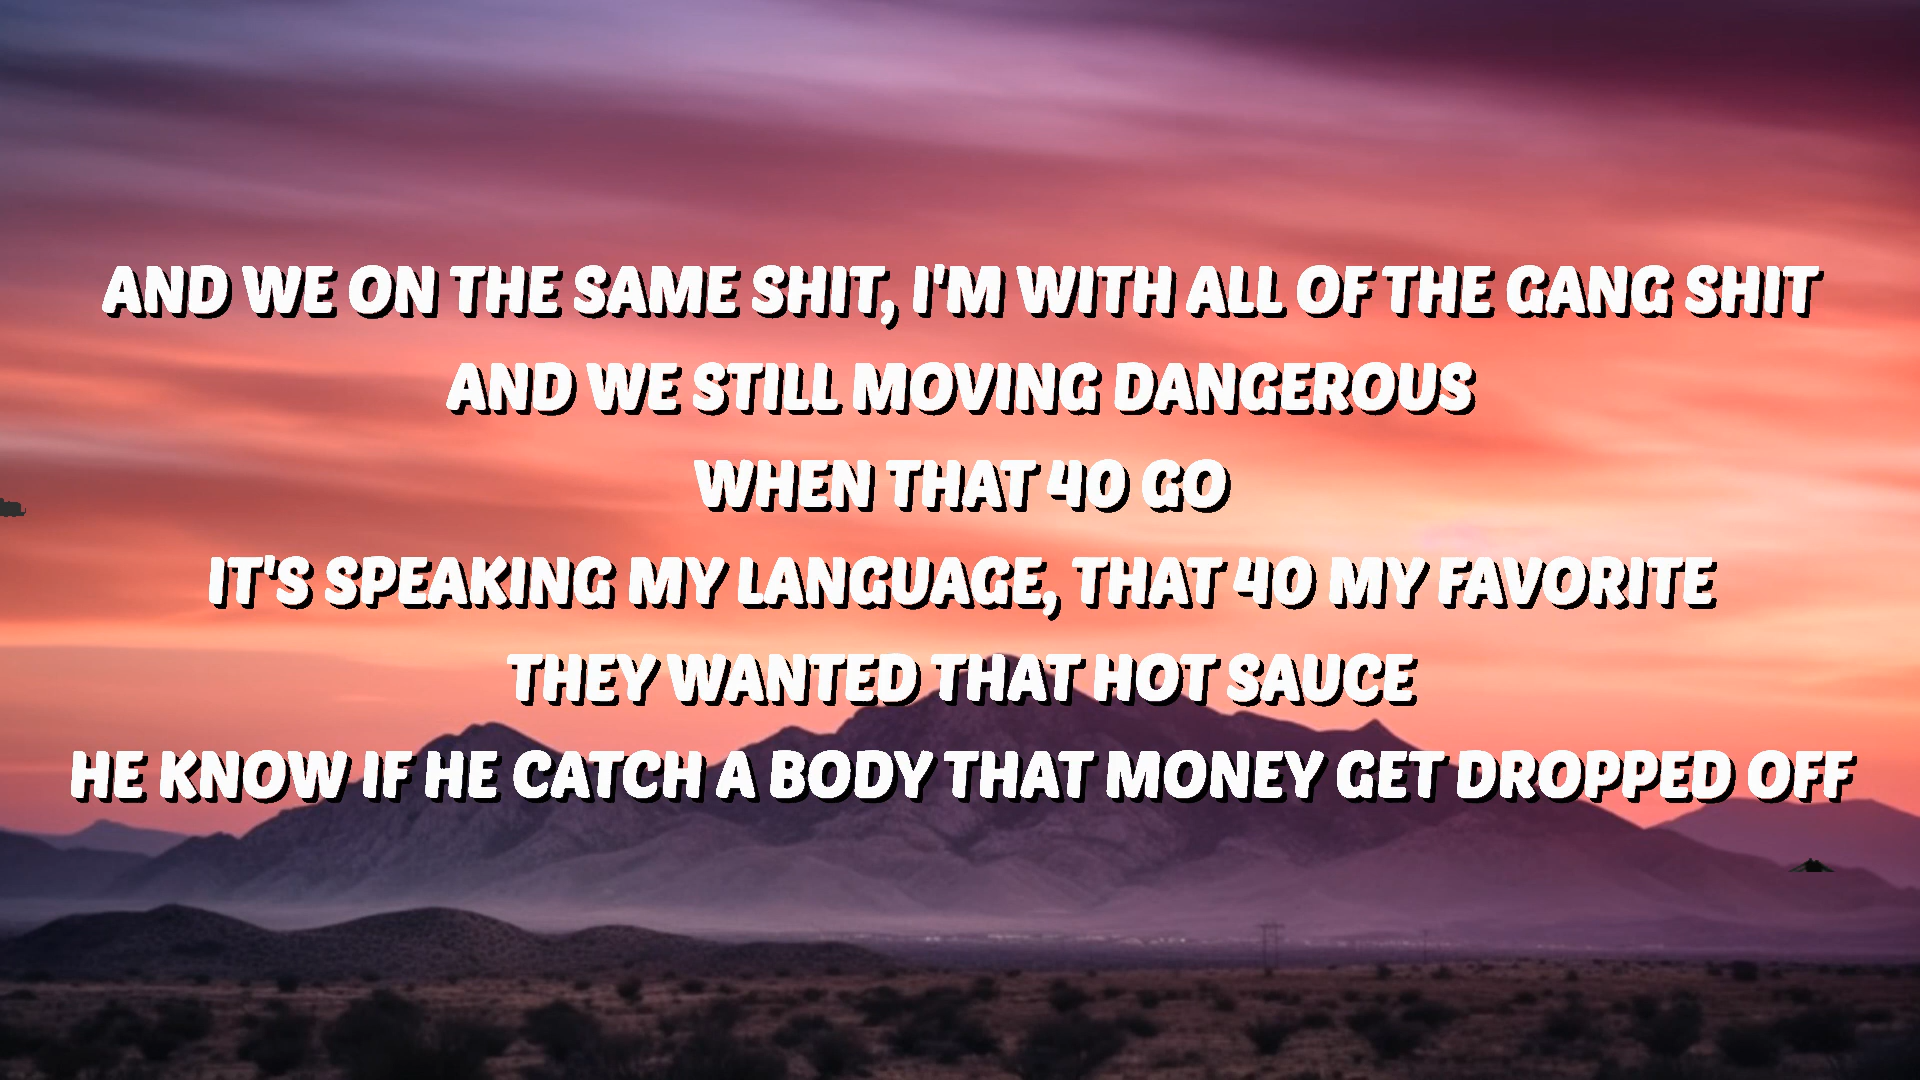 AND WE ON THE SAME SHIT, I'M WITH ALL OF THE GANG SHIT
AND WE STILL MOVING DANGEROUS
WHEN THAT 40 GO
IT'S SPEAKING MY LANGUAGE, THAT 40 MY FAVORITE
THEY WANTED THAT HOT SAUCE
HE KNOW IF HE CATCH A BODY THAT MONEY GET DROPPED OFF